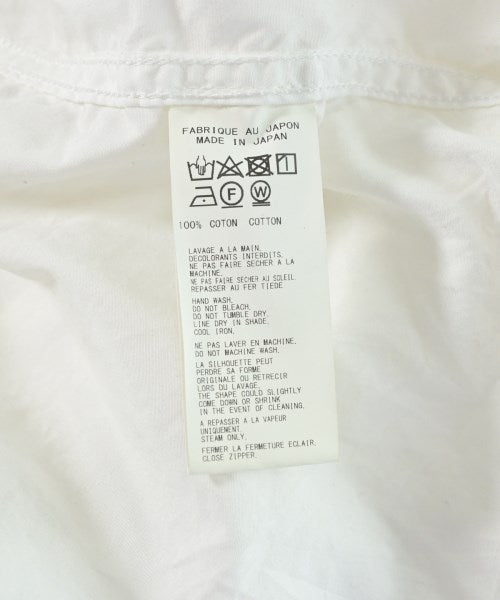 FABRIQUE AU JAPON
MADE IN JAPAN
F W
100% COTON COTTON
LAVAGE A LA MAIN.
DECOLORANTS INTERDITS.
NE PAS FAIRE SECHER A LA
MACHINE.
NE PAS FAIRE SECHER AU SOLEIL
REPASSER AU FER TIEDE
HAND WASH.
DO NOT BLEACH.
DO NOT TUMBLE DRY
LINE DRY IN SHADE.
COOL IRON.
NE PAS LAVER EN MACHINE.
DO NOT MACHINE WASH.
LA SILHOUETTE PEUT
PERDRE SA FORME
ORIGINALE OU RETRECIR
LORS DU LAVAGE.
THE SHAPE COULD SLIGHTLY
COME DOWN OR SHRINK
IN THE EVENT OF CLEANING.
A REPASSER A LA VAPEUR
UNIQUEMENT.
STEAM ONLY.
FERMER LA FERMETURE ECLAIR.
CLOSE ZIPPER.